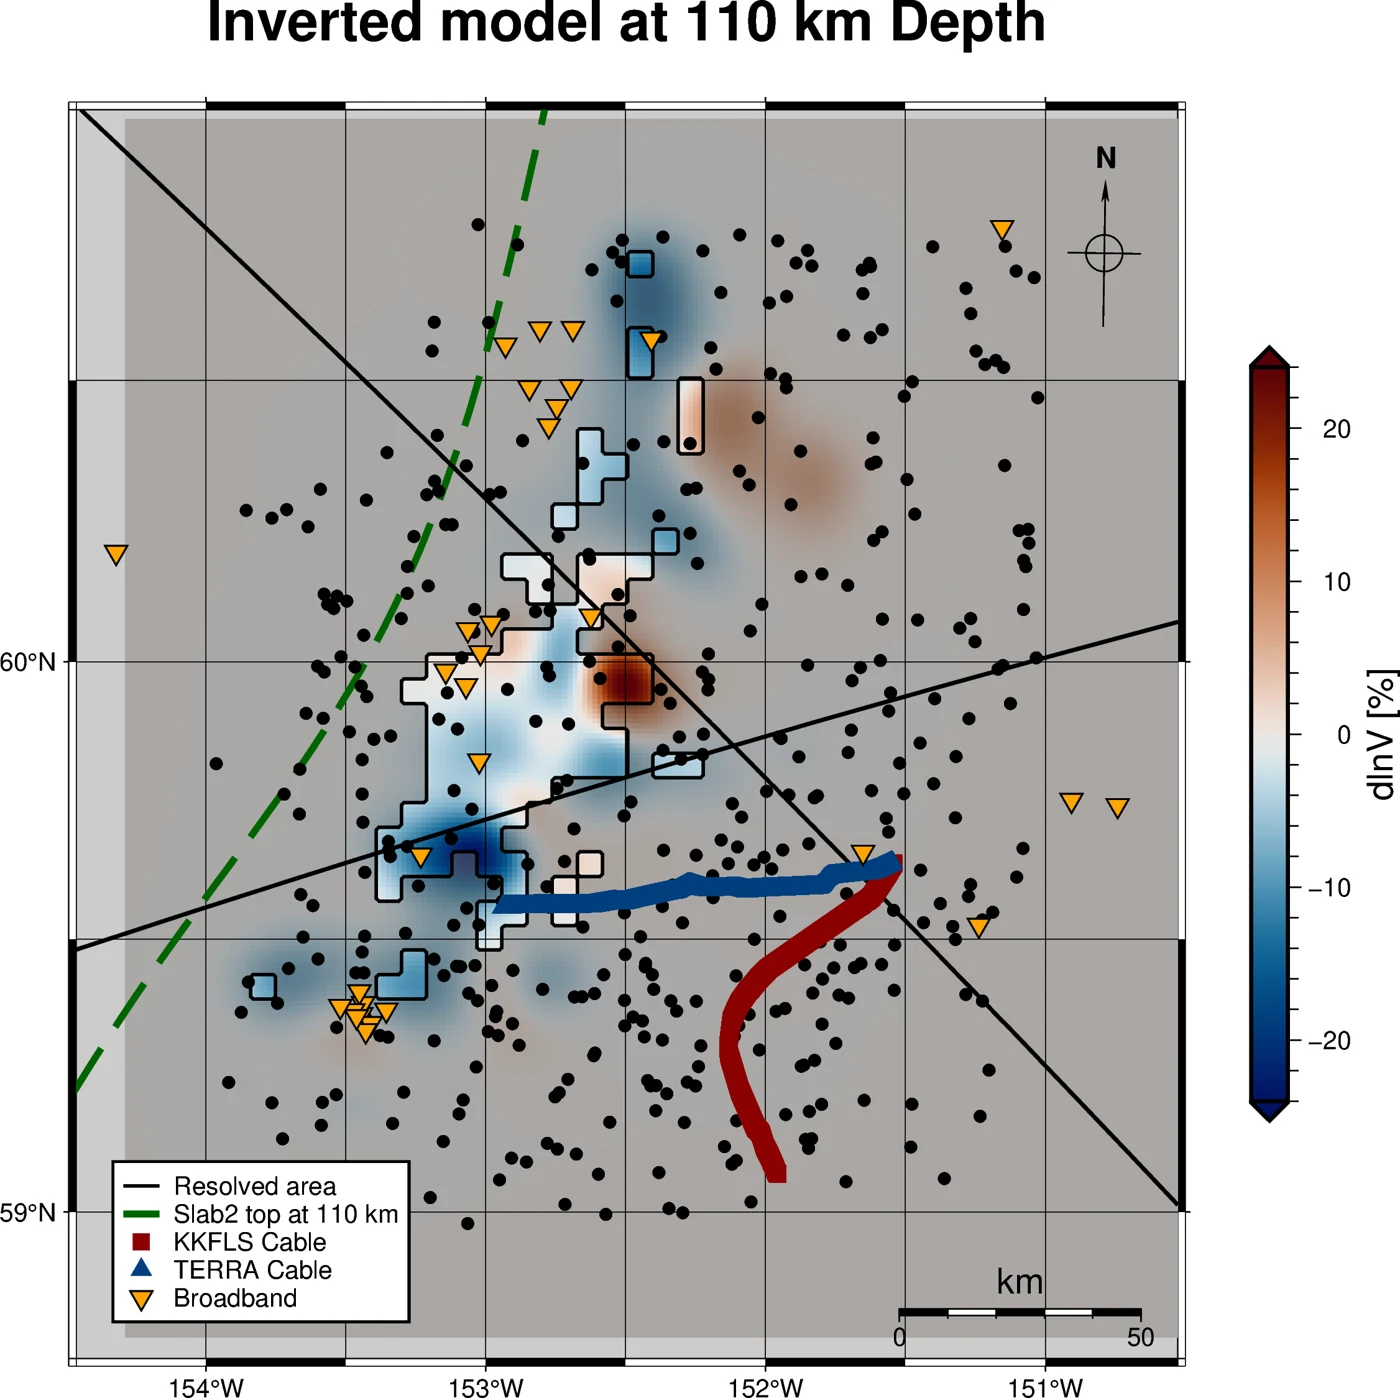 Inverted model at 110 km Depth
N
60°N
59°N
154°W
153°W
152°W
151°W
Resolved area
Slab2 top at 110 km
KKFLS Cable
TERRA Cable
Broadband
km
0
50
20
10
0
−10
−20
dlnV [%]